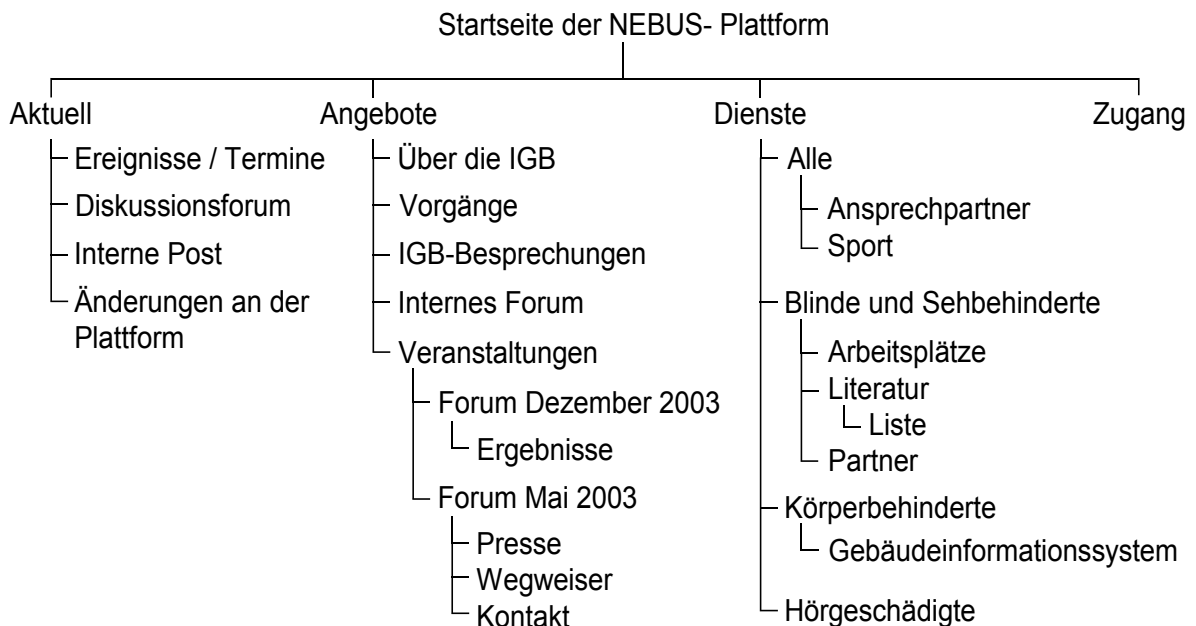 Startseite der NEBUS- Plattform
Aktuell
Ereignisse / Termine
Diskussionsforum
Interne Post
Änderungen an der
Plattform
Angebote
Über die IGB
Vorgänge
IGB-Besprechungen
Internes Forum
Veranstaltungen
Forum Dezember 2003
Ergebnisse
Forum Mai 2003
Presse
Wegweiser
Kontakt
Dienste
Alle
Ansprechpartner
Sport
Blinde und Sehbehinderte
Arbeitsplätze
Literatur
Liste
Partner
Körperbehinderte
Gebäudeinformationssystem
Hörgeschädigte
Zugang